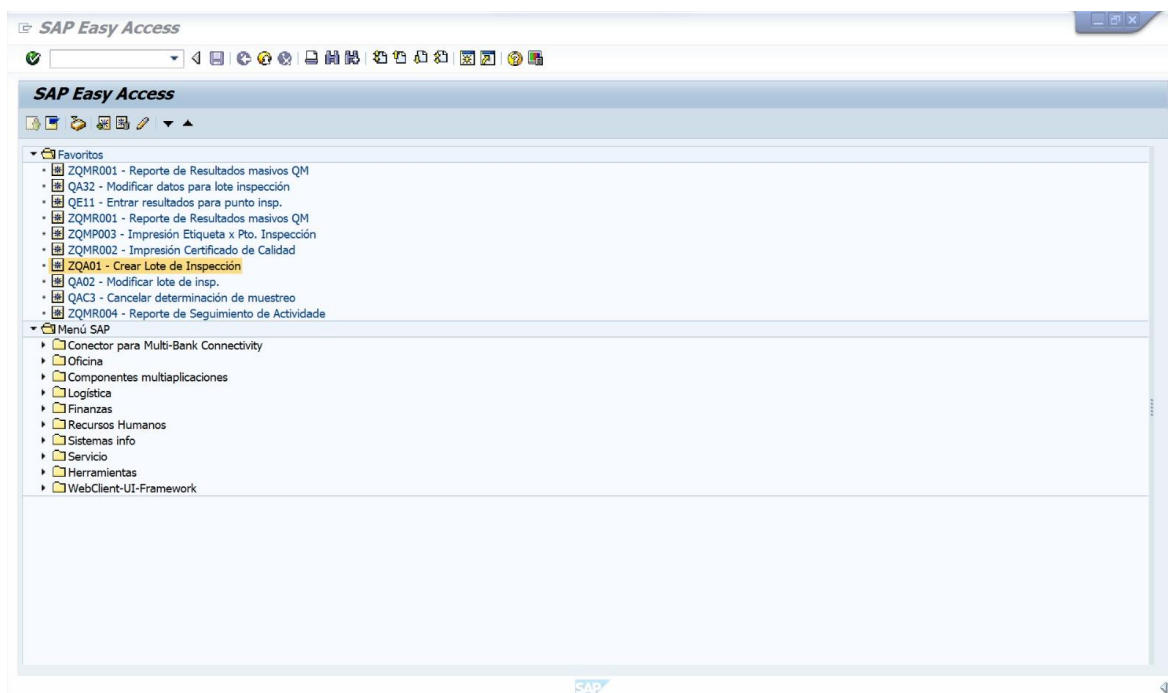 SAP Easy Access
SAP Easy Access
Favoritos
ZQMR001 - Reporte de Resultados masivos QM
QA32 - Modificar datos para lote inspección
QE11 - Entrar resultados para punto insp.
ZQMR001 - Reporte de Resultados masivos QM
ZQMP003 - Impresión Etiqueta x Pto. Inspección
ZQMR002 - Impresión Certificado de Calidad
ZQA01 - Crear Lote de Inspección
QA02 - Modificar lote de insp.
QAC3 - Cancelar determinación de muestreo
ZQMR004 - Reporte de Seguimiento de Actividade
Menú SAP
Conector para Multi-Bank Connectivity
Oficina
Componentes multiaplicaciones
Logística
Finanzas
Recursos Humanos
Sistemas info
Servicio
Herramientas
WebClient-UI-Framework
SAP